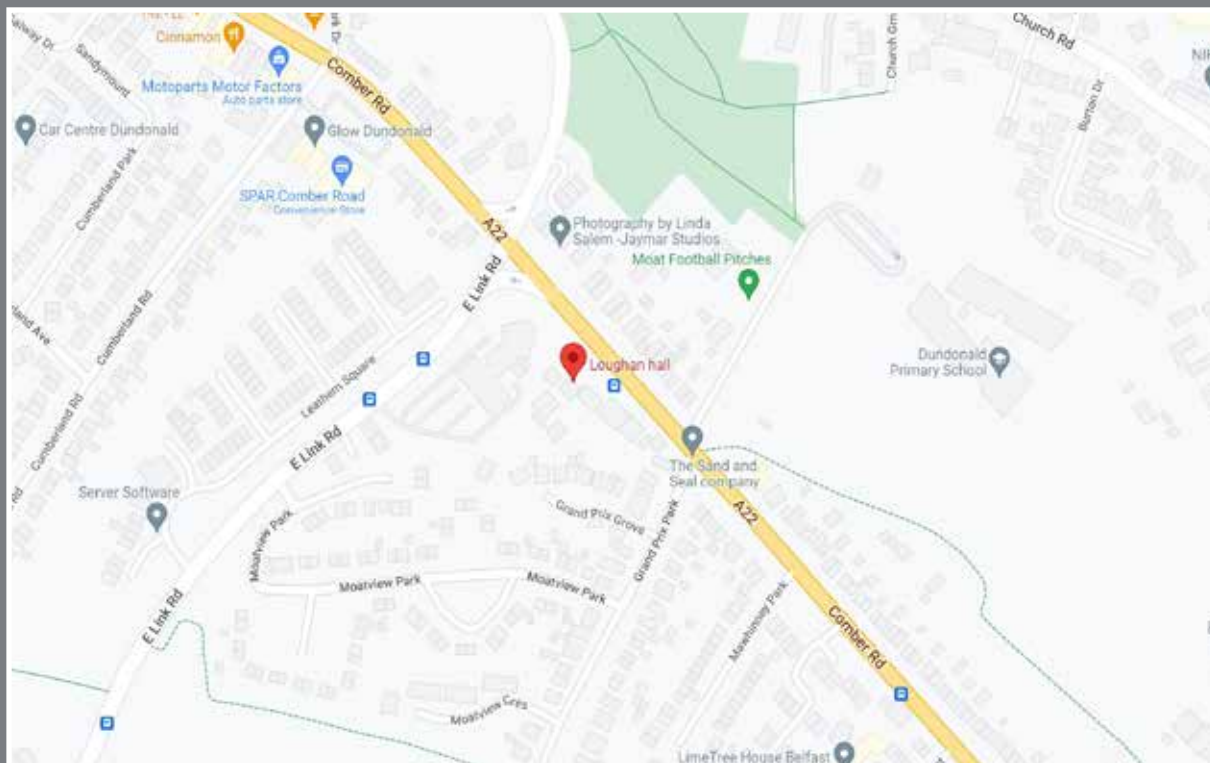 Cinnamon
Motoparts Motor Factors
Auto parts store
Sandymount
Car Centre Dundonald
Glow Dundonald
Comber Rd
Church Rd
Burton Dr
SPAR Comber Road
Convenience Store
Cumberland Park
A22
E Link Rd
Photography by Linda
Salem -Jaymar Studios
Moat Football Pitches
Cumberland Rd
Leathem Square
Loughan hall
Dundonald
Primary School
Cumberland Rd
E Link Rd
The Sand and
Seal company
Server Software
Moatview Park
Grand Prix Grove
Grand Prix Park
A22
Moatview Park
Moatview Park
E Link Rd
Mawhinney Park
Comber Rd
Moatview Cres
LimeTree House Belfast